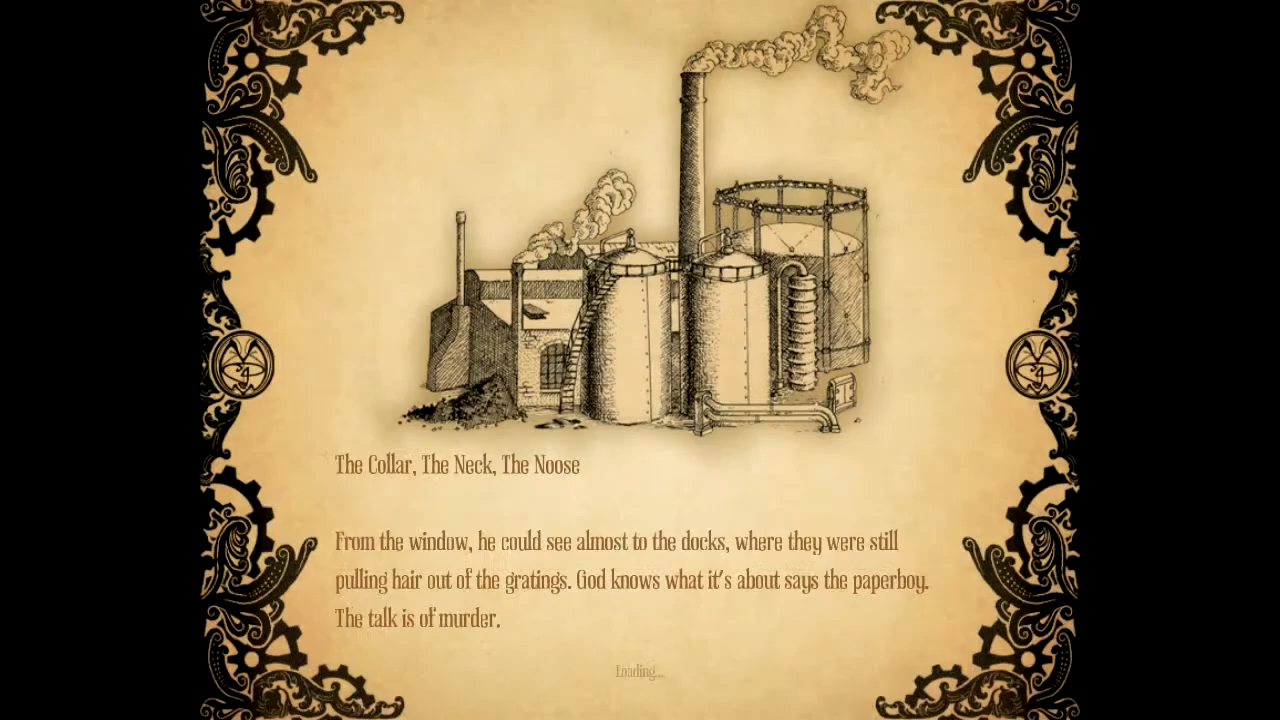 The Collar, The Neck, The Noose
From the window, he could see almost to the docks, where they were still
pulling hair out of the gratings. God knows what it's about says the paperboy.
The talk is of murder.
Loading...